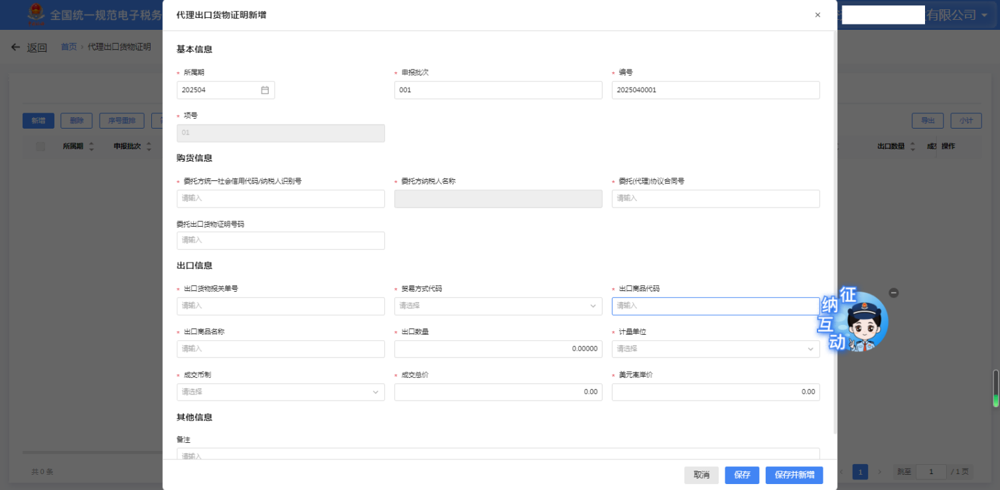 全国统一规范电子税务
代理出口货物证明新增
×
有限公司
返回
首页 › 代理出口货物证明
基本信息
* 所属期
* 申报批次
* 编号
202504
001
2025040001
* 项号
新增
删除
序号重排
导出
小计
01
所属期
申报批次
出口数量
操作
购货信息
* 委托方统一社会信用代码/纳税人识别号
* 委托方纳税人名称
* 委托(代理)协议合同号
请输入
请输入
委托出口货物证明号码
请输入
出口信息
* 出口货物报关单号
* 贸易方式代码
* 出口商品代码
请输入
请选择
请输入
征纳互动
* 出口商品名称
* 出口数量
* 计量单位
请输入
0.00000
请选择
* 成交币制
* 成交总价
* 美元离岸价
请选择
0.00
0.00
其他信息
备注
请输入
共 0 条
取消
保存
保存并新增
1
跳至
1
/ 1 页